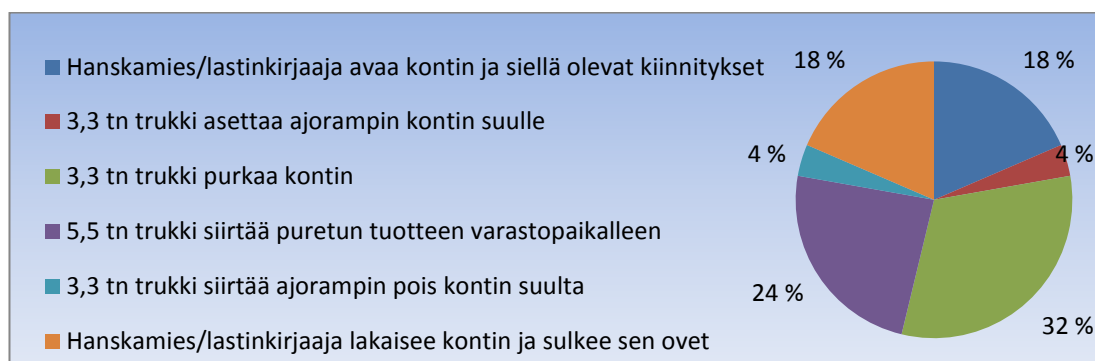 Hanskamies/lastinkirjaaja avaa kontin ja siellä olevat kiinnitykset
3,3 tn trukki asettaa ajorampin kontin suulle
3,3 tn trukki purkaa kontin
5,5 tn trukki siirtää puretun tuotteen varastopaikalleen
3,3 tn trukki siirtää ajorampin pois kontin suulta
Hanskamies/lastinkirjaaja lakaisee kontin ja sulkee sen ovet
18 %
18 %
4 %
4 %
24 %
32 %